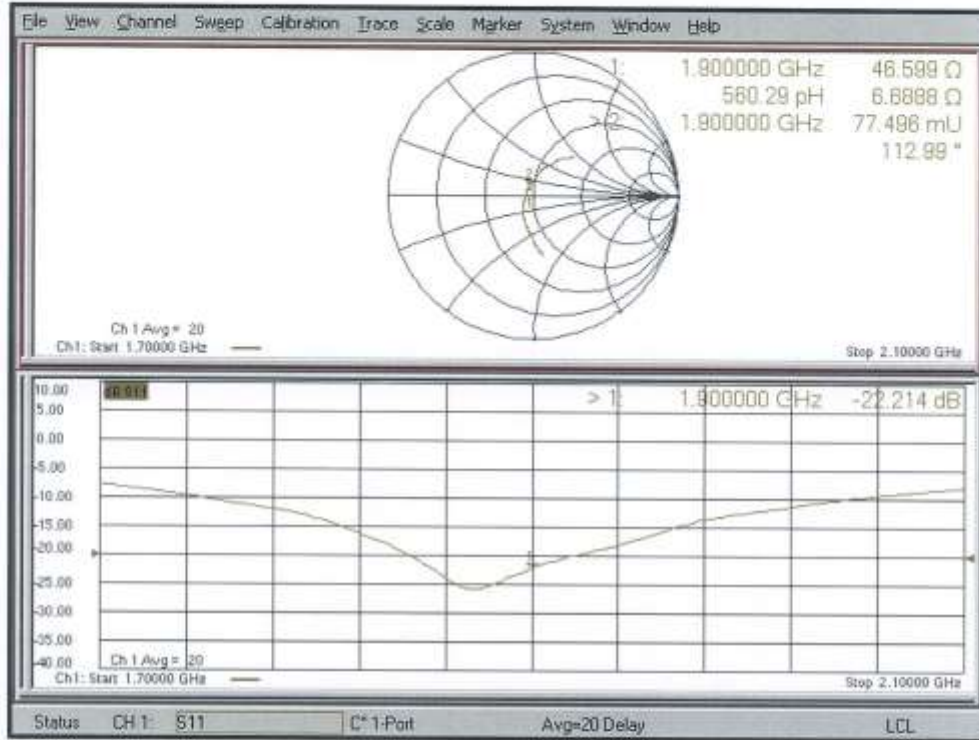 File View Channel Sweep Calibration Trace Scale Marker System Window Help
1: 1.900000 GHz 46.599 Ω
560.29 pH 6.6888 Ω
> 2: 1.900000 GHz 77.496 mU
112.99 °
Ch 1 Avg = 20
Ch1: Start 1.70000 GHz
Stop 2.10000 GHz
10.00
> 1: 1.900000 GHz -22.214 dB
5.00
0.00
-5.00
-10.00
-15.00
-20.00
-25.00
-30.00
-35.00
-40.00
Ch 1 Avg = 20
Ch1: Start 1.70000 GHz
Stop 2.10000 GHz
Status CH 1: S11 C* 1-Port Avg=20 Delay LCL